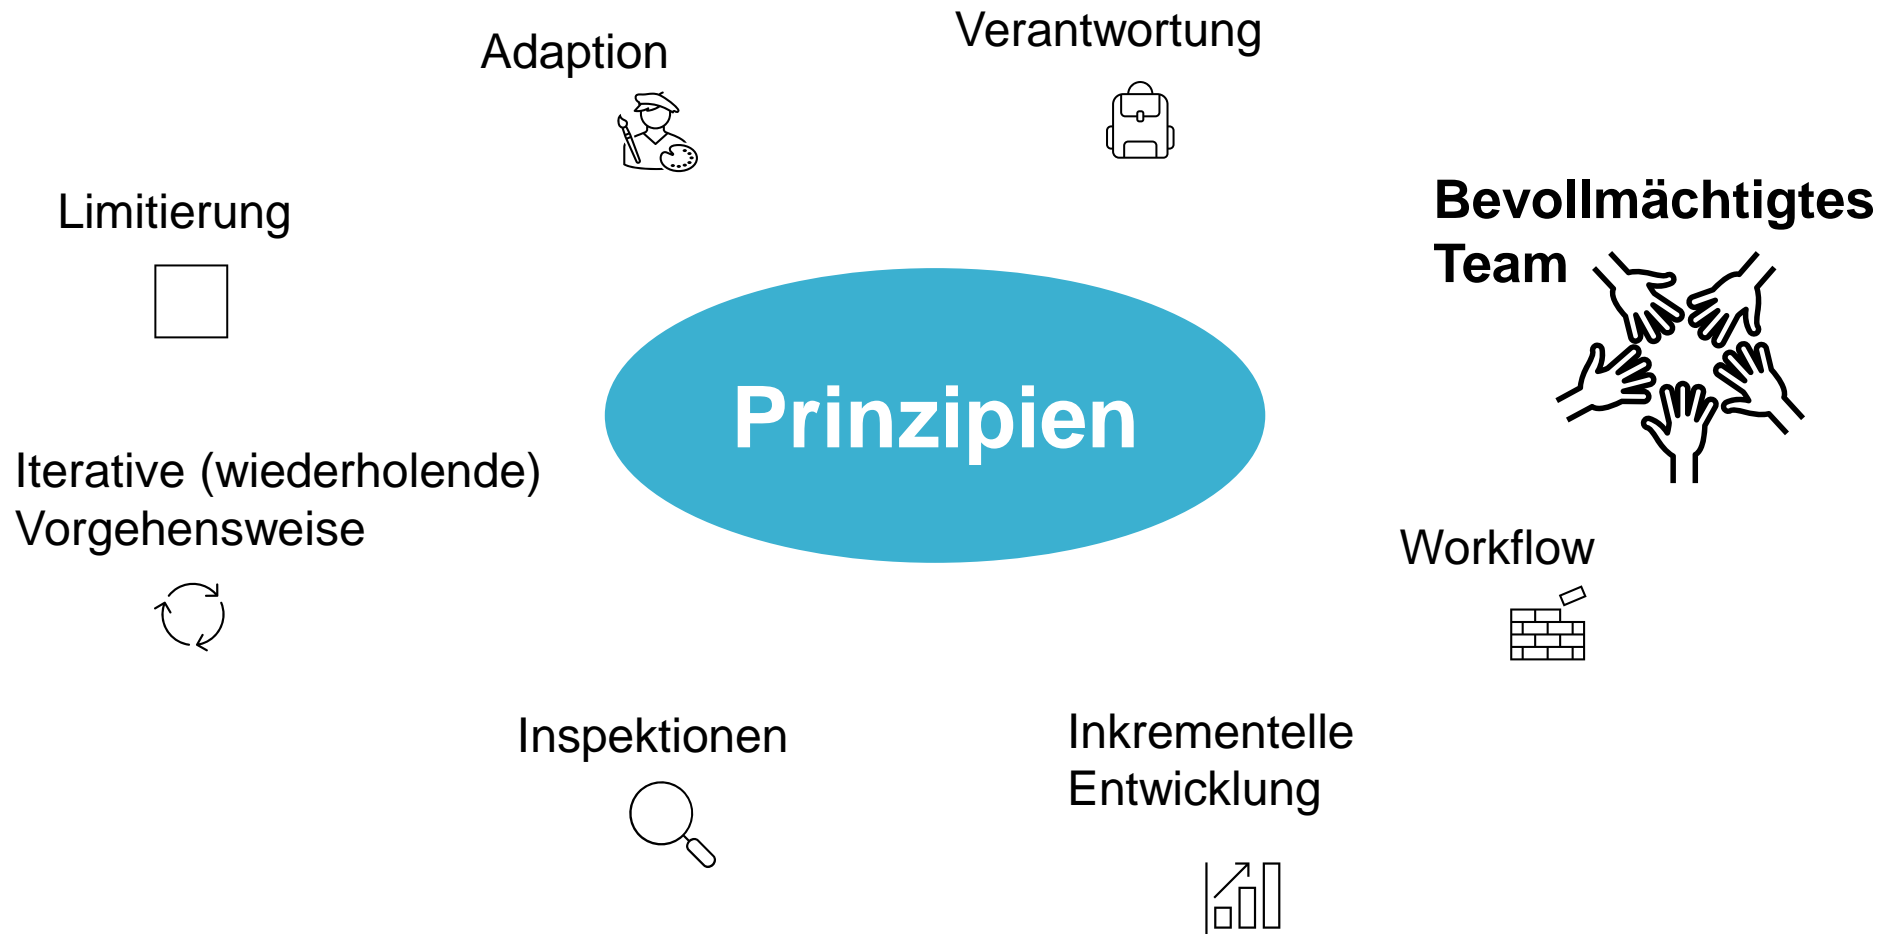 Adaption
Verantwortung
Limitierung
Bevollmächtigtes
Team
Prinzipien
Iterative (wiederholende)
Vorgehensweise
Workflow
Inspektionen
Inkrementelle
Entwicklung